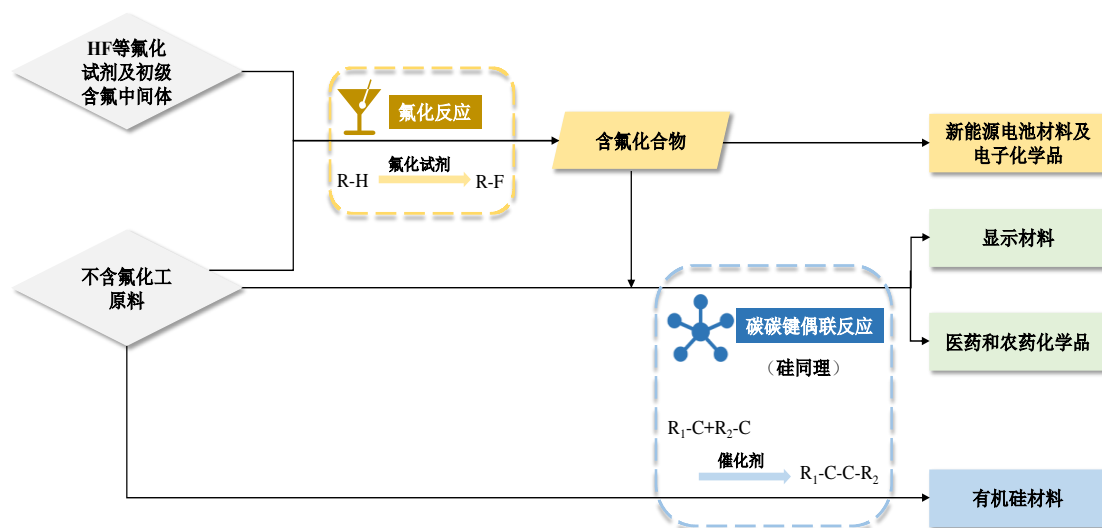 HF等氟化
试剂及初级
含氟中间体
氟化反应
氟化试剂
R-H
R-F
含氟化合物
新能源电池材料及
电子化学品
不含氟化工
原料
显示材料
碳碳键偶联反应
（硅同理）
医药和农药化学品
R₁-C+R₂-C
催化剂
R₁-C-C-R₂
有机硅材料